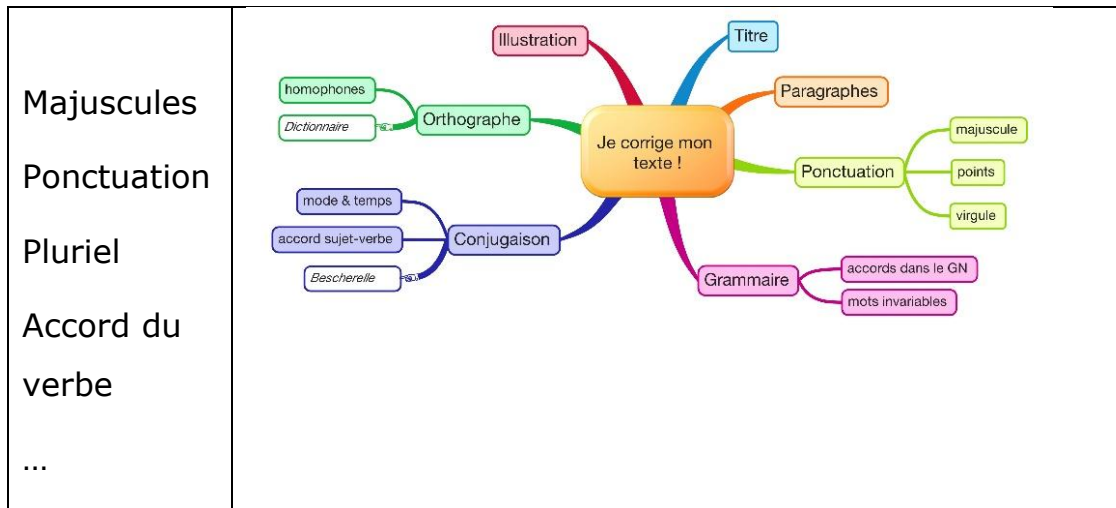 Majuscules
Ponctuation
Pluriel
Accord du
verbe
...
Je corrige mon
texte !
Titre
Paragraphes
Ponctuation
majuscule
points
virgule
Grammaire
accords dans le GN
mots invariables
Conjugaison
mode & temps
accord sujet-verbe
Bescherelle
Orthographe
homophones
Dictionnaire
Illustration